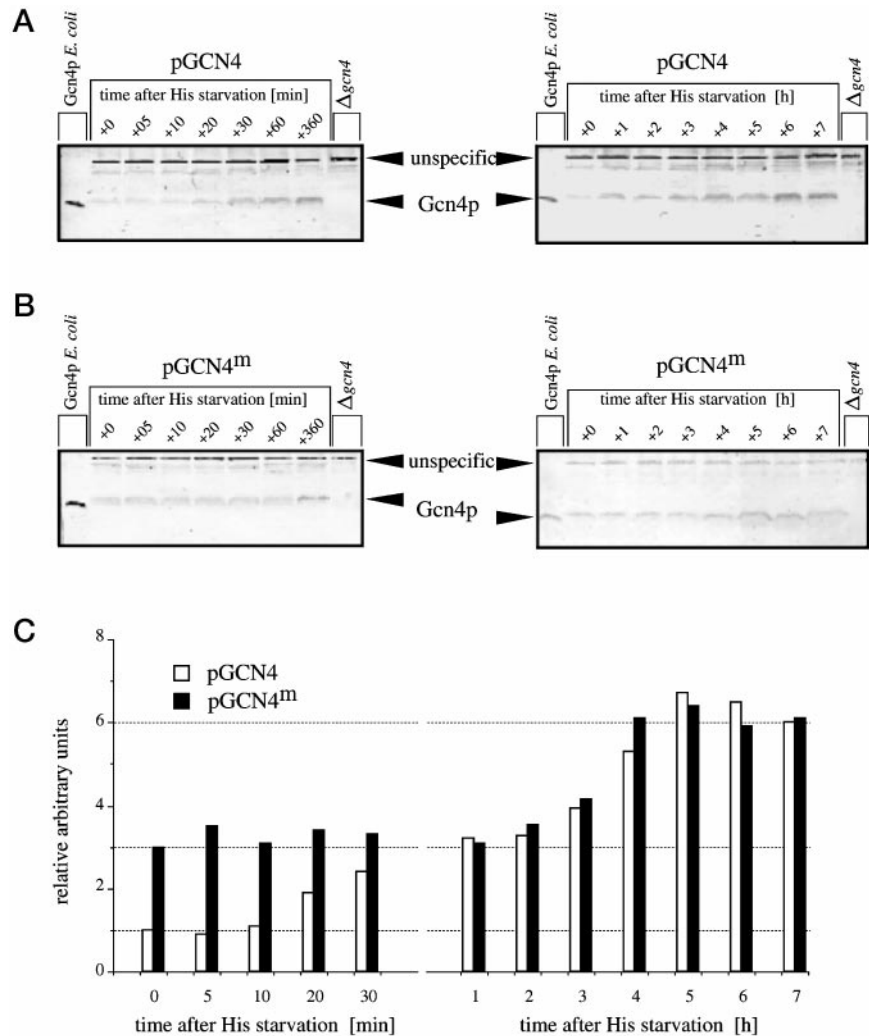 A
Gcn4p E. coli
pGCN4
time after His starvation [min]
+0 +05 +10 +20 +30 +60 +360
Δgcn4
pGCN4
time after His starvation [h]
+0 +1 +2 +3 +4 +5 +6 +7
Δgcn4
unspecific
Gcn4p
B
Gcn4p E. coli
pGCN4m
time after His starvation [min]
+0 +05 +10 +20 +30 +60 +360
Δgcn4
Gcn4p E. coli
pGCN4m
time after His starvation [h]
+0 +1 +2 +3 +4 +5 +6 +7
Δgcn4
unspecific
Gcn4p
C
relative arbitrary units
8
6
4
2
0
pGCN4
pGCN4m
0 5 10 20 30
time after His starvation [min]
1 2 3 4 5 6 7
time after His starvation [h]